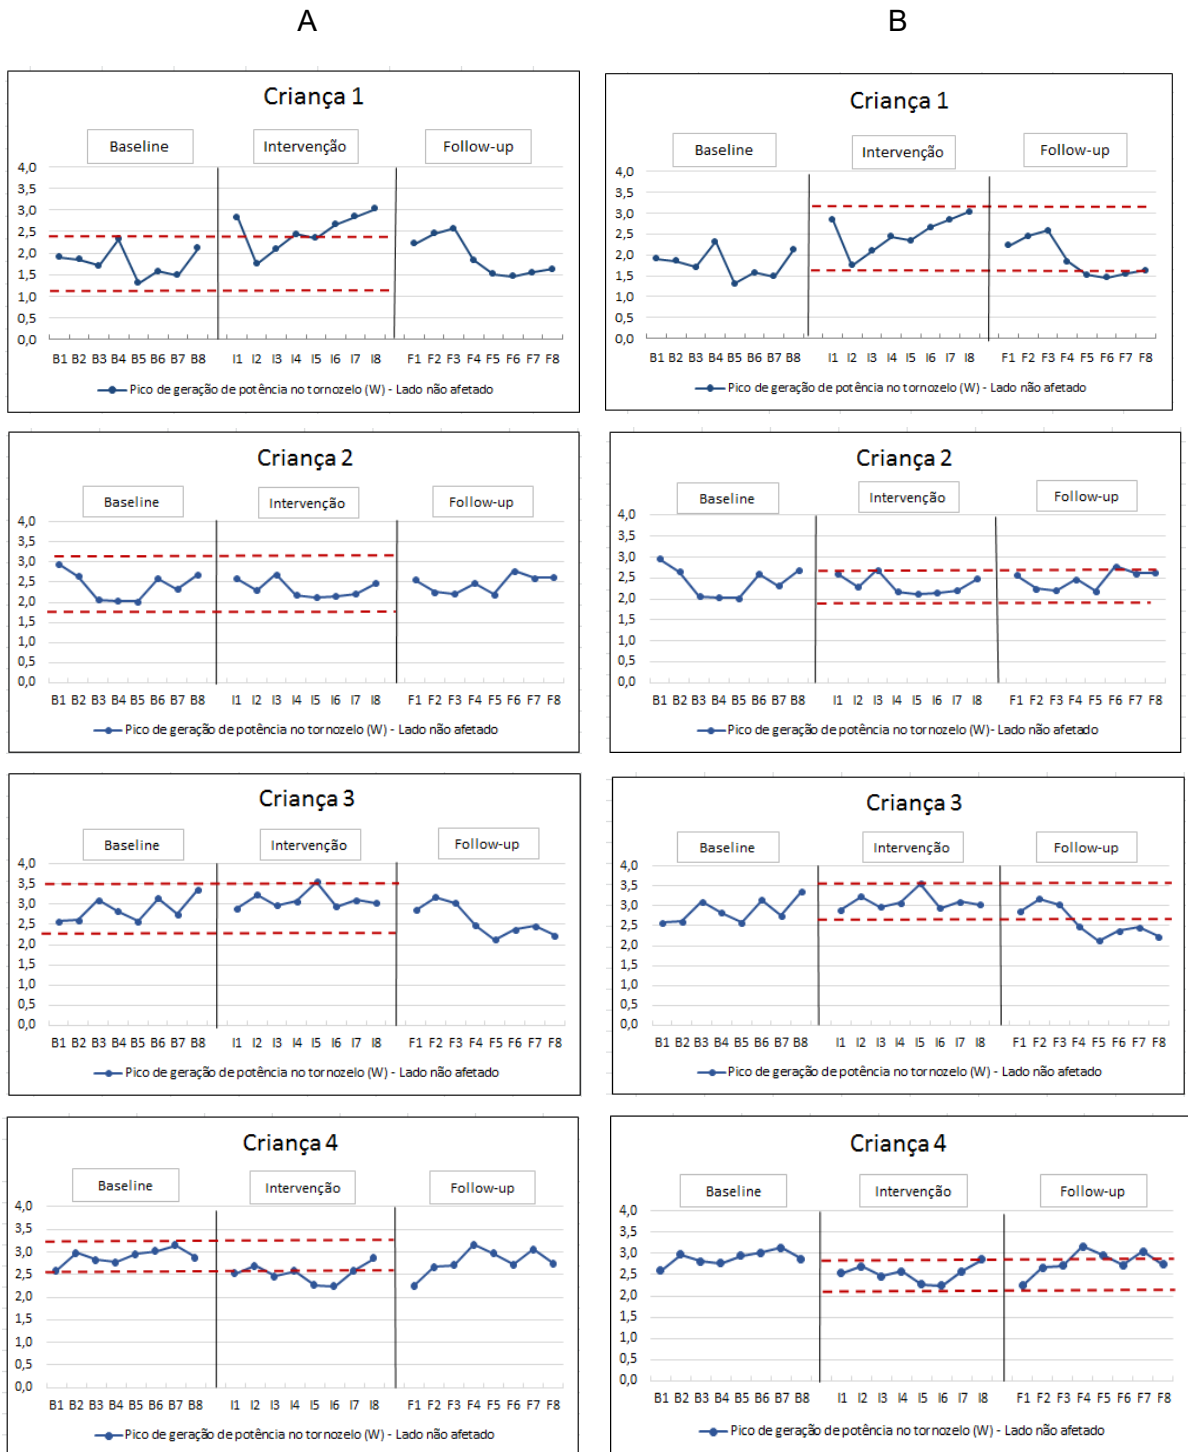 A
B
Criança 1
Baseline
Intervenção
Follow-up
4,0
3,5
3,0
2,5
2,0
1,5
1,0
0,5
0,0
B1 B2 B3 B4 B5 B6 B7 B8 I1 I2 I3 I4 I5 I6 I7 I8 F1 F2 F3 F4 F5 F6 F7 F8
Pico de geração de potência no tornozelo (W) - Lado não afetado
Criança 1
Baseline
Intervenção
Follow-up
4,0
3,5
3,0
2,5
2,0
1,5
1,0
0,5
0,0
B1 B2 B3 B4 B5 B6 B7 B8 I1 I2 I3 I4 I5 I6 I7 I8 F1 F2 F3 F4 F5 F6 F7 F8
Pico de geração de potência no tornozelo (W) - Lado não afetado
Criança 2
Baseline
Intervenção
Follow-up
4,0
3,5
3,0
2,5
2,0
1,5
1,0
0,5
0,0
B1 B2 B3 B4 B5 B6 B7 B8 I1 I2 I3 I4 I5 I6 I7 I8 F1 F2 F3 F4 F5 F6 F7 F8
Pico de geração de potência no tornozelo (W) - Lado não afetado
Criança 2
Baseline
Intervenção
Follow-up
4,0
3,5
3,0
2,5
2,0
1,5
1,0
0,5
0,0
B1 B2 B3 B4 B5 B6 B7 B8 I1 I2 I3 I4 I5 I6 I7 I8 F1 F2 F3 F4 F5 F6 F7 F8
Pico de geração de potência no tornozelo (W)- Lado não afetado
Criança 3
Baseline
Intervenção
Follow-up
4,0
3,5
3,0
2,5
2,0
1,5
1,0
0,5
0,0
B1 B2 B3 B4 B5 B6 B7 B8 I1 I2 I3 I4 I5 I6 I7 I8 F1 F2 F3 F4 F5 F6 F7 F8
Pico de geração de potência no tornozelo (W) - Lado não afetado
Criança 3
Baseline
Intervenção
Follow-up
4,0
3,5
3,0
2,5
2,0
1,5
1,0
0,5
0,0
B1 B2 B3 B4 B5 B6 B7 B8 I1 I2 I3 I4 I5 I6 I7 I8 F1 F2 F3 F4 F5 F6 F7 F8
Pico de geração de potência no tornozelo (W) - Lado não afetado
Criança 4
Baseline
Intervenção
Follow-up
4,0
3,5
3,0
2,5
2,0
1,5
1,0
0,5
0,0
B1 B2 B3 B4 B5 B6 B7 B8 I1 I2 I3 I4 I5 I6 I7 I8 F1 F2 F3 F4 F5 F6 F7 F8
Pico de geração de potência no tornozelo (W) - Lado não afetado
Criança 4
Baseline
Intervenção
Follow-up
4,0
3,5
3,0
2,5
2,0
1,5
1,0
0,5
0,0
B1 B2 B3 B4 B5 B6 B7 B8 I1 I2 I3 I4 I5 I6 I7 I8 F1 F2 F3 F4 F5 F6 F7 F8
Pico de geração de potência no tornozelo (W) - Lado não afetado